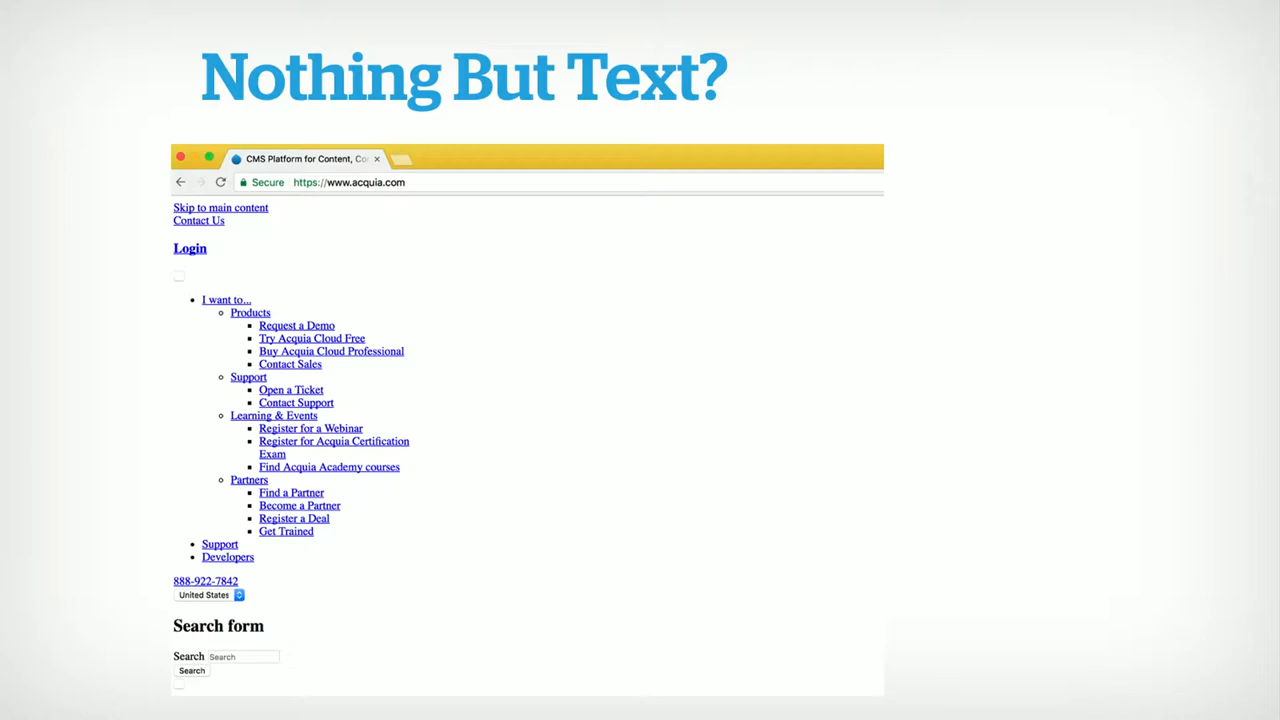 Nothing But Text?
CMS Platform for Content, Co
Secure https://www.acquia.com
Skip to main content
Contact Us
Login
I want to...
Products
Request a Demo
Try Acquia Cloud Free
Buy Acquia Cloud Professional
Contact Sales
Support
Open a Ticket
Contact Support
Learning & Events
Register for a Webinar
Register for Acquia Certification
Exam
Find Acquia Academy courses
Partners
Find a Partner
Become a Partner
Register a Deal
Get Trained
Support
Developers
888-922-7842
United States
Search form
Search Search
Search